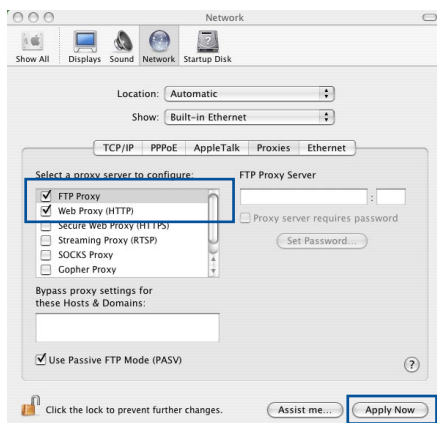 Network
Show All Displays Sound Network Startup Disk
Location: Automatic
Show: Built-in Ethernet
TCP/IP PPPoE AppleTalk Proxies Ethernet
Select a proxy server to configure:
FTP Proxy
Web Proxy (HTTP)
Secure Web Proxy (HTTPS)
Streaming Proxy (RTSP)
SOCKS Proxy
Gopher Proxy
FTP Proxy Server
:
Proxy server requires password
Set Password...
Bypass proxy settings for
these Hosts & Domains:
Use Passive FTP Mode (PASV)
?
Click the lock to prevent further changes.
Assist me...
Apply Now